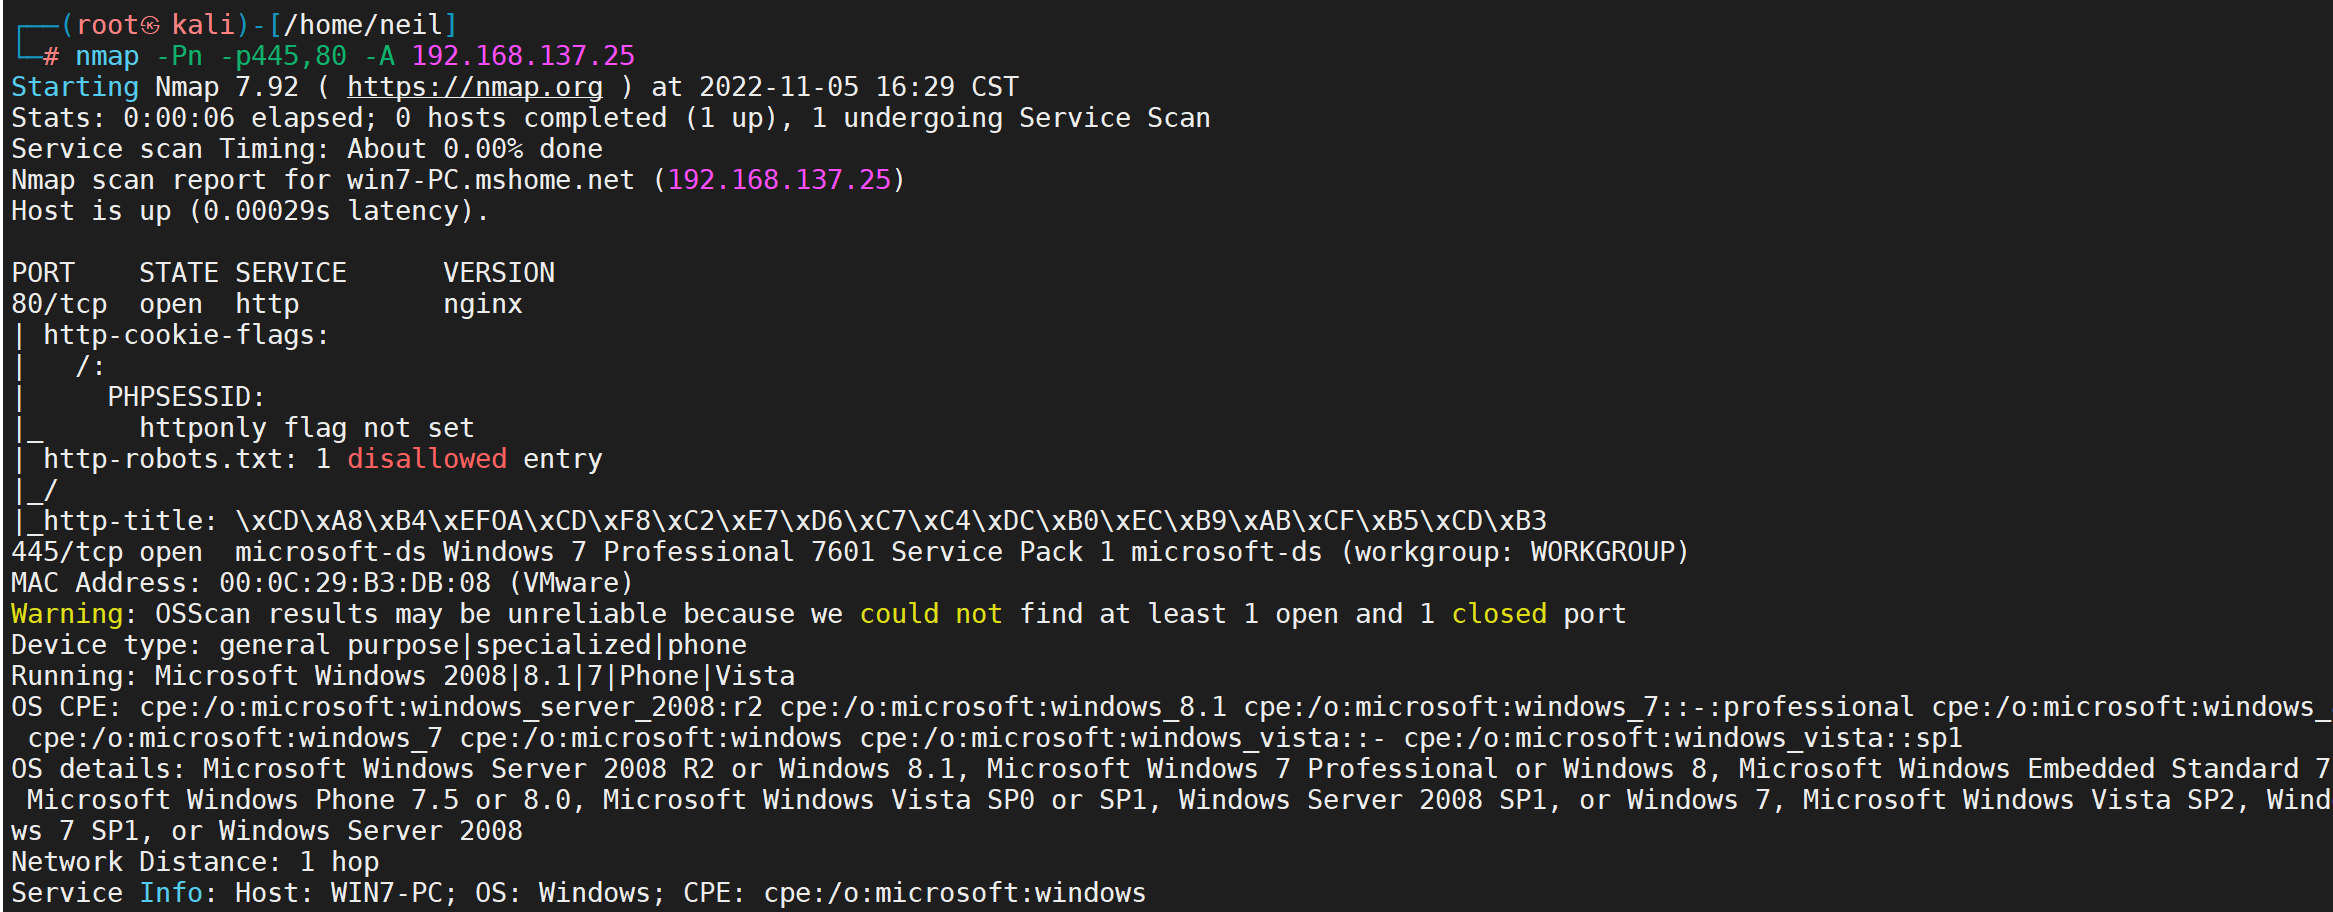 ┌──(root㉿ kali)-[/home/neil]
└─# nmap -Pn -p445,80 -A 192.168.137.25
Starting Nmap 7.92 ( https://nmap.org ) at 2022-11-05 16:29 CST
Stats: 0:00:06 elapsed; 0 hosts completed (1 up), 1 undergoing Service Scan
Service scan Timing: About 0.00% done
Nmap scan report for win7-PC.mshome.net (192.168.137.25)
Host is up (0.00029s latency).

PORT    STATE SERVICE      VERSION
80/tcp  open  http         nginx
| http-cookie-flags:
|   /:
|     PHPSESSID:
|_      httponly flag not set
| http-robots.txt: 1 disallowed entry
|_/
|_http-title: \xCD\xA8\xB4\xEFOA\xCD\xF8\xC2\xE7\xD6\xC7\xC4\xDC\xB0\xEC\xB9\xAB\xCF\xB5\xCD\xB3
445/tcp open  microsoft-ds Windows 7 Professional 7601 Service Pack 1 microsoft-ds (workgroup: WORKGROUP)
MAC Address: 00:0C:29:B3:DB:08 (VMware)
Warning: OSScan results may be unreliable because we could not find at least 1 open and 1 closed port
Device type: general purpose|specialized|phone
Running: Microsoft Windows 2008|8.1|7|Phone|Vista
OS CPE: cpe:/o:microsoft:windows_server_2008:r2 cpe:/o:microsoft:windows_8.1 cpe:/o:microsoft:windows_7::-:professional cpe:/o:microsoft:windows_
 cpe:/o:microsoft:windows_7 cpe:/o:microsoft:windows cpe:/o:microsoft:windows_vista::- cpe:/o:microsoft:windows_vista::sp1
OS details: Microsoft Windows Server 2008 R2 or Windows 8.1, Microsoft Windows 7 Professional or Windows 8, Microsoft Windows Embedded Standard 7
 Microsoft Windows Phone 7.5 or 8.0, Microsoft Windows Vista SP0 or SP1, Windows Server 2008 SP1, or Windows 7, Microsoft Windows Vista SP2, Wind
ws 7 SP1, or Windows Server 2008
Network Distance: 1 hop
Service Info: Host: WIN7-PC; OS: Windows; CPE: cpe:/o:microsoft:windows